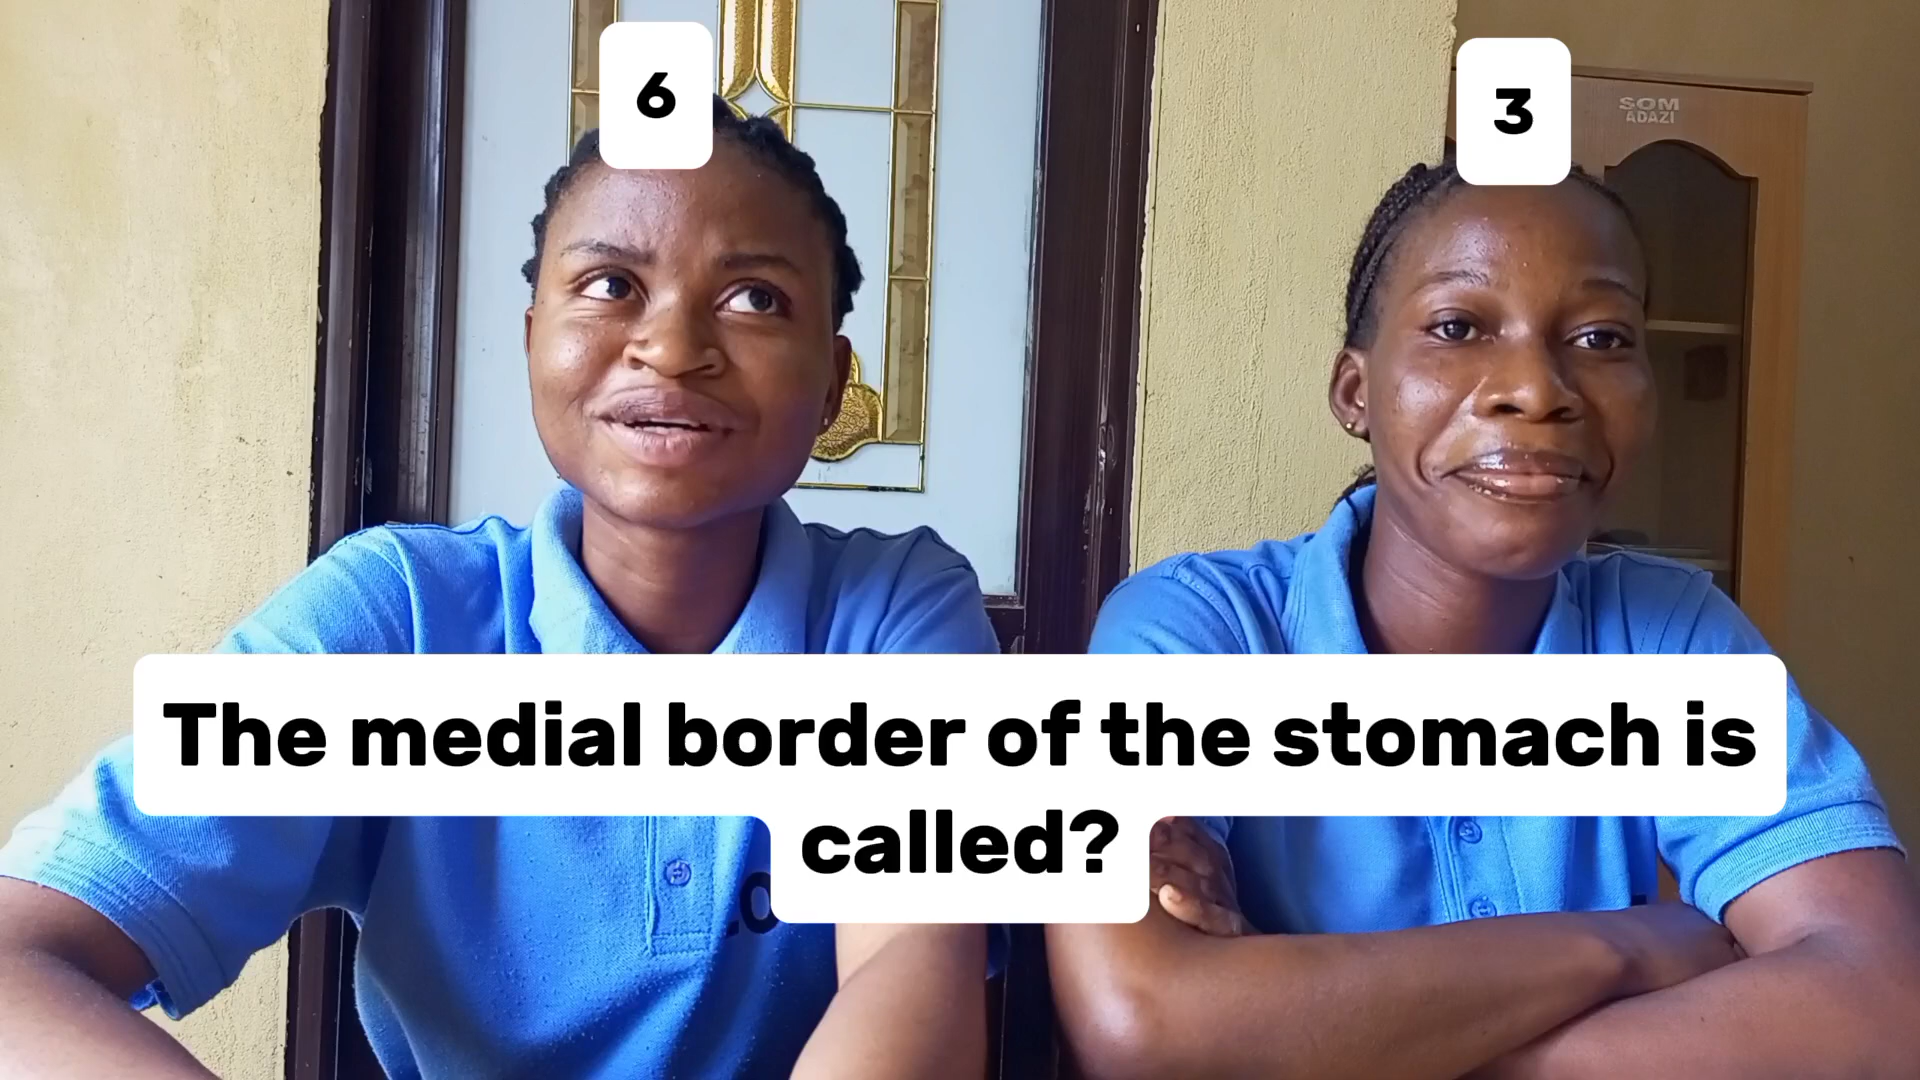 6
3
SOM
ADAZI
The medial border of the stomach is
called?